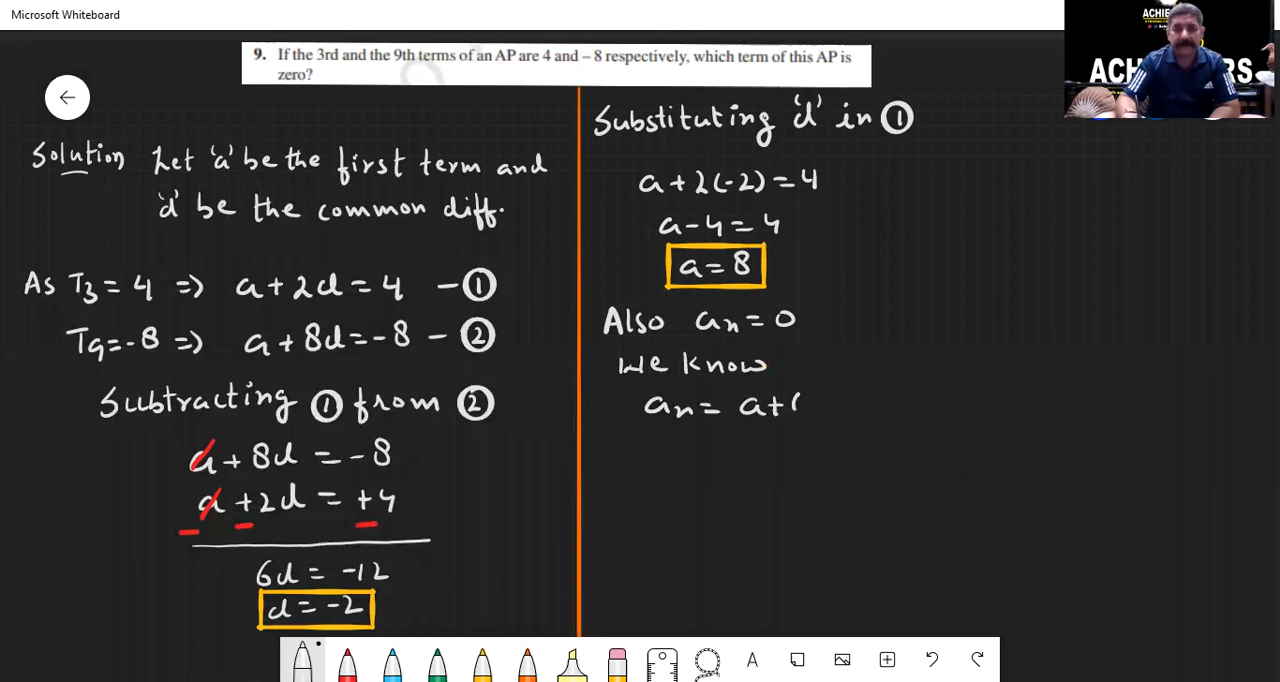 Microsoft Whiteboard
9. If the 3rd and the 9th terms of an AP are 4 and – 8 respectively, which term of this AP is
zero?
Solution Let 'a' be the first term and
'd' be the common diff.
As T₃ = 4 => a + 2d = 4 – ①
T₉ = -8 => a + 8d = -8 – ②
Subtracting ① from ②
a + 8d = -8
a + 2d = +4
– – –
6d = -12
d = -2
Substituting 'd' in ①
a + 2(-2) = 4
a - 4 = 4
a = 8
Also aₙ = 0
We know
aₙ = a + (